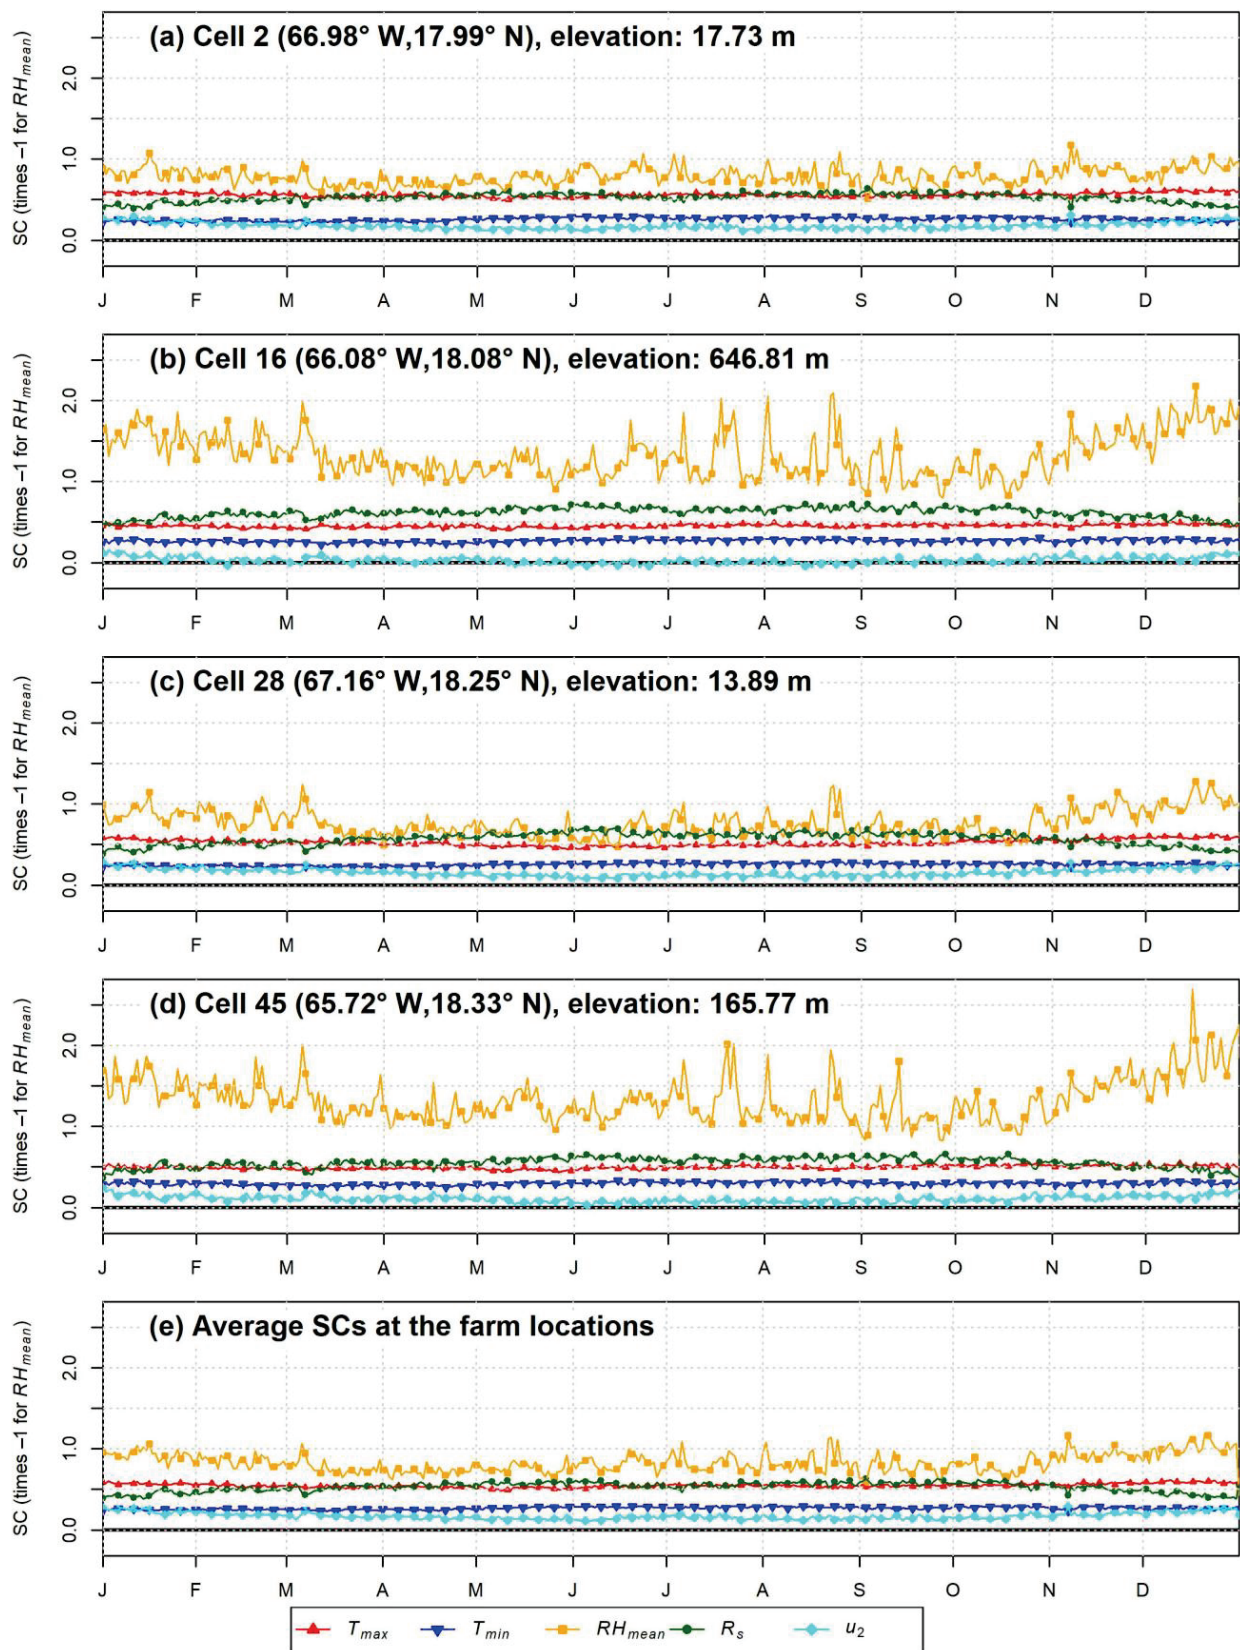 (a) Cell 2 (66.98° W,17.99° N), elevation: 17.73 m
SC (times −1 for RHmean)
2.0
1.0
0.0
J F M A M J J A S O N D
(b) Cell 16 (66.08° W,18.08° N), elevation: 646.81 m
SC (times −1 for RHmean)
2.0
1.0
0.0
J F M A M J J A S O N D
(c) Cell 28 (67.16° W,18.25° N), elevation: 13.89 m
SC (times −1 for RHmean)
2.0
1.0
0.0
J F M A M J J A S O N D
(d) Cell 45 (65.72° W,18.33° N), elevation: 165.77 m
SC (times −1 for RHmean)
2.0
1.0
0.0
J F M A M J J A S O N D
(e) Average SCs at the farm locations
SC (times −1 for RHmean)
2.0
1.0
0.0
J F M A M J J A S O N D
Tmax Tmin RHmean Rs u2